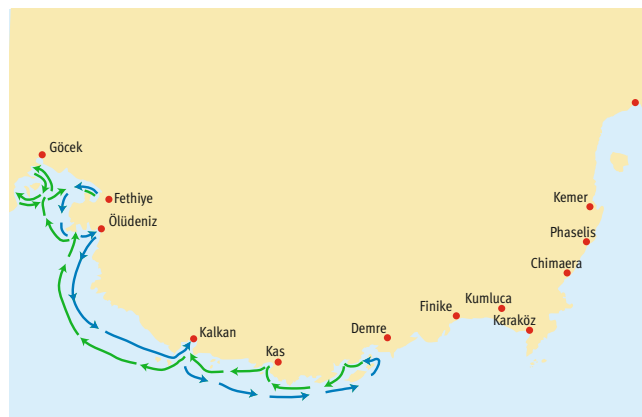 Göcek
Fethiye
Ölüdeniz
Kemer
Phaselis
Chimaera
Kumluca
Finike
Karaköz
Demre
Kalkan
Kas